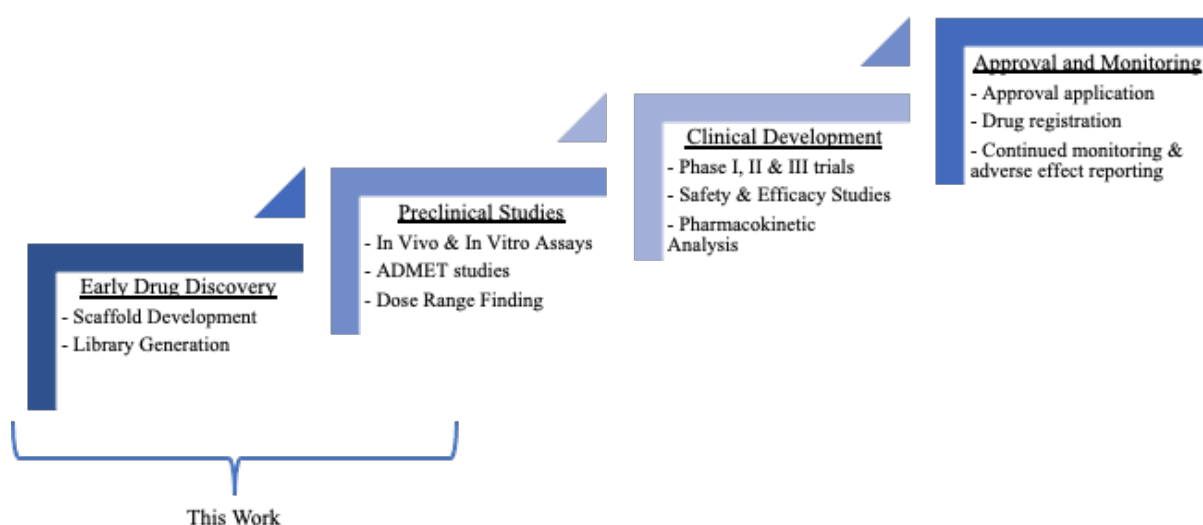 Early Drug Discovery
- Scaffold Development
- Library Generation
Preclinical Studies
- In Vivo & In Vitro Assays
- ADMET studies
- Dose Range Finding
Clinical Development
- Phase I, II & III trials
- Safety & Efficacy Studies
- Pharmacokinetic
Analysis
Approval and Monitoring
- Approval application
- Drug registration
- Continued monitoring &
adverse effect reporting
This Work